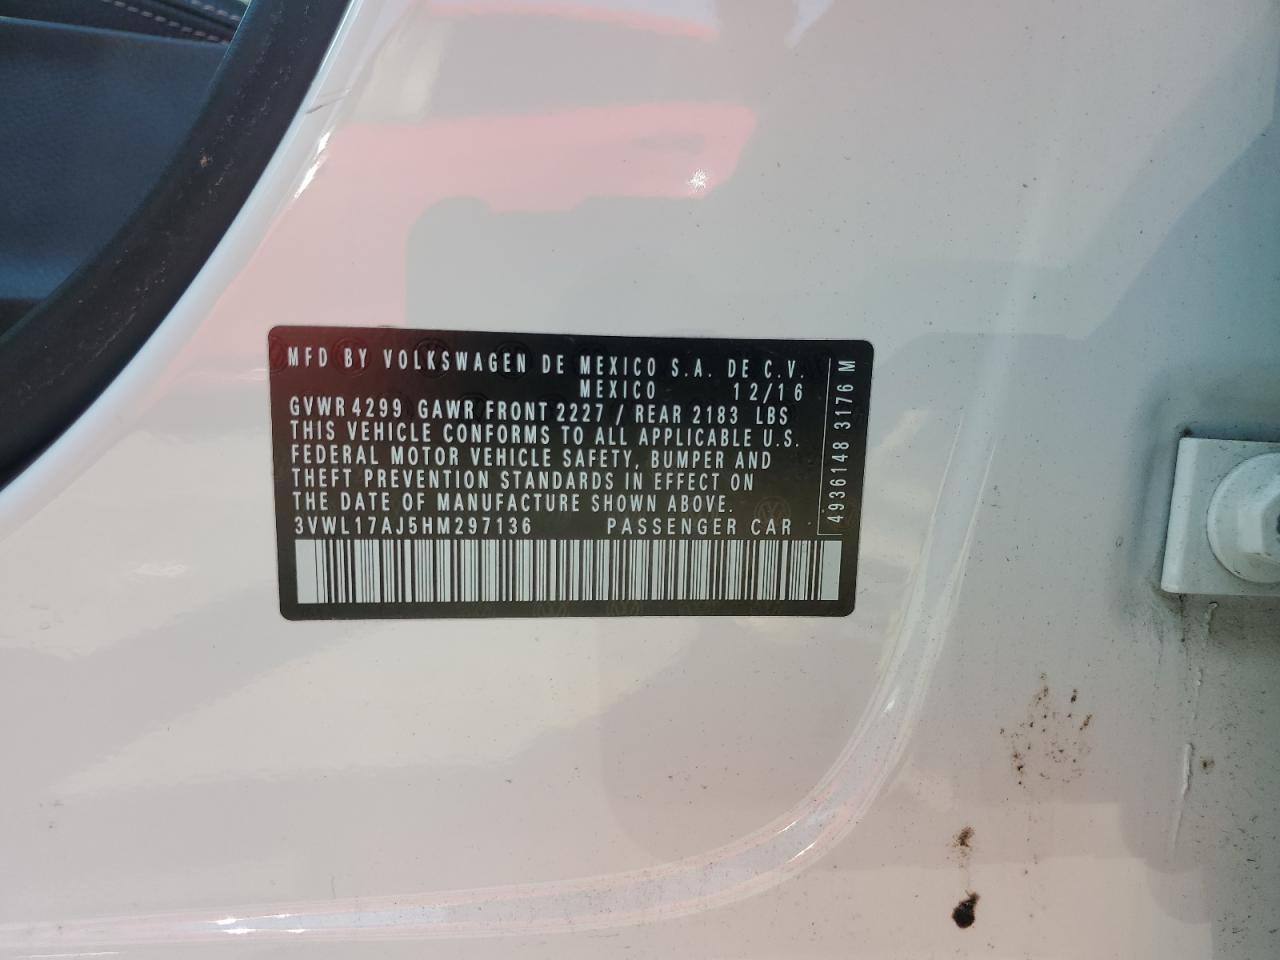 MFD BY VOLKSWAGEN DE MEXICO S.A. DE C.V.
MEXICO 12/16
GVWR 4299 GAWR FRONT 2227 / REAR 2183 LBS
THIS VEHICLE CONFORMS TO ALL APPLICABLE U.S.
FEDERAL MOTOR VEHICLE SAFETY, BUMPER AND
THEFT PREVENTION STANDARDS IN EFFECT ON
THE DATE OF MANUFACTURE SHOWN ABOVE.
3VWL17AJ5HM297136 PASSENGER CAR
4936148 3176 M